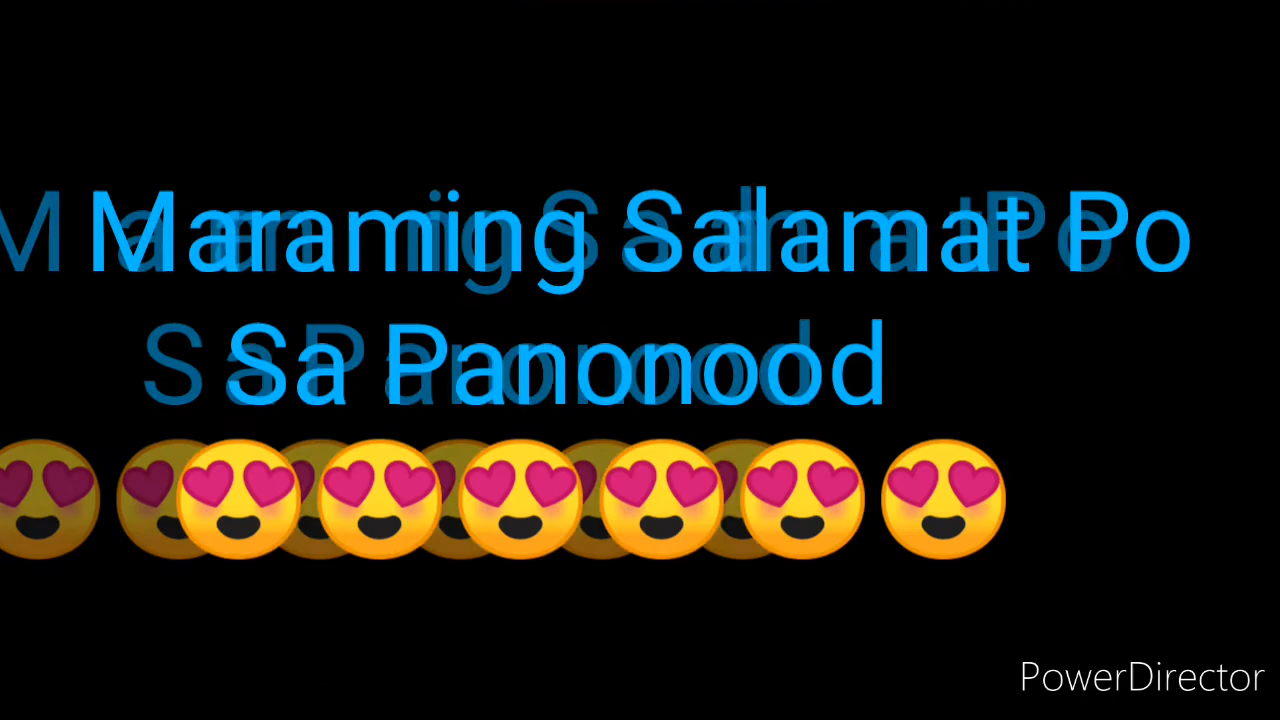 Maraming Salamat Po
Sa Panonood
😍😍😍😍😍😍
PowerDirector